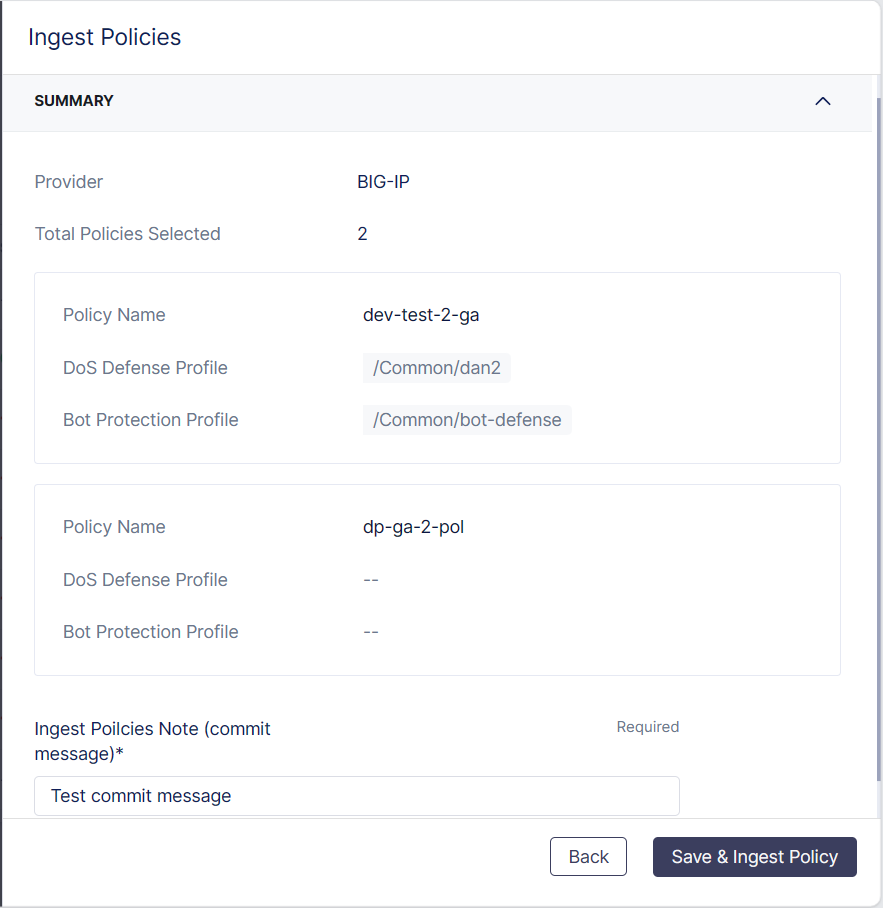 Ingest Policies
SUMMARY
Provider BIG-IP
Total Policies Selected 2
Policy Name dev-test-2-ga
DoS Defense Profile /Common/dan2
Bot Protection Profile /Common/bot-defense
Policy Name dp-ga-2-pol
DoS Defense Profile --
Bot Protection Profile --
Ingest Poilcies Note (commit Required
message)*
Test commit message
Back Save & Ingest Policy